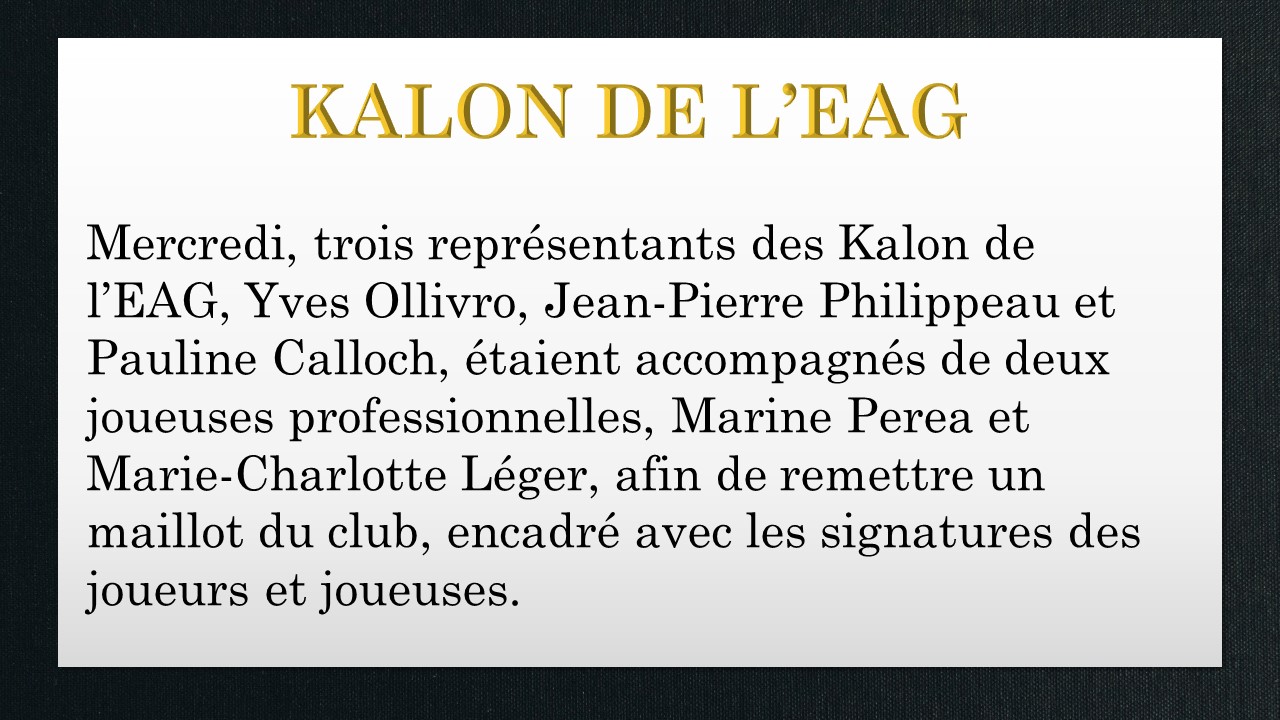 KALON DE L’EAG
Mercredi, trois représentants des Kalon de
l’EAG, Yves Ollivro, Jean-Pierre Philippeau et
Pauline Calloch, étaient accompagnés de deux
joueuses professionnelles, Marine Perea et
Marie-Charlotte Léger, afin de remettre un
maillot du club, encadré avec les signatures des
joueurs et joueuses.